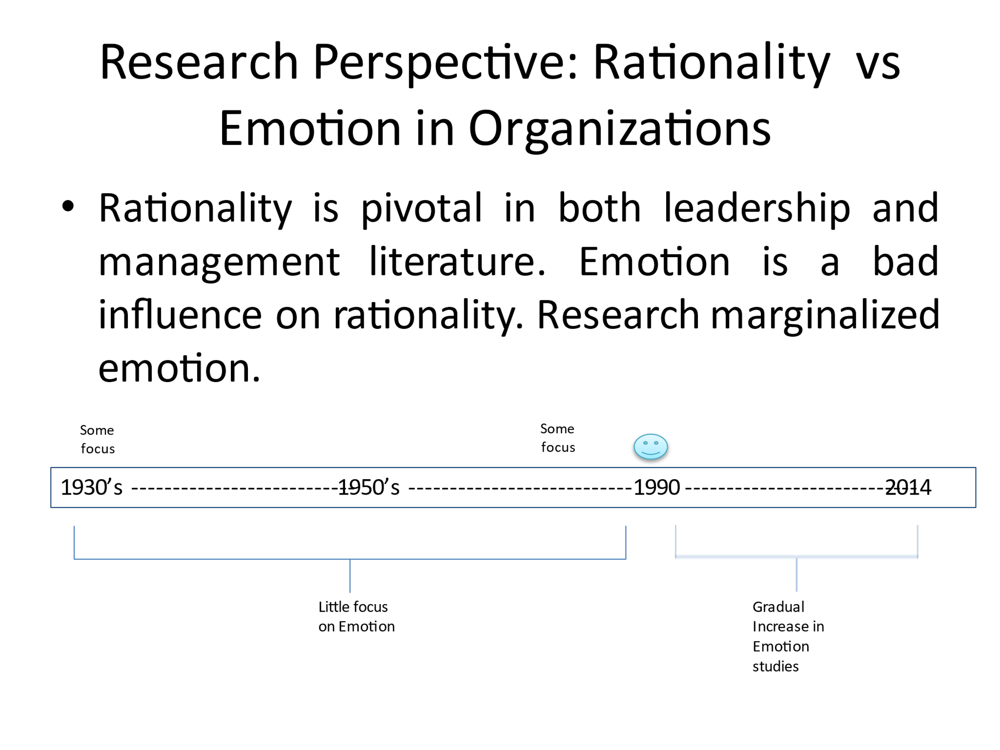 Research Perspective: Rationality vs
Emotion in Organizations
• Rationality is pivotal in both leadership and
management literature. Emotion is a bad
influence on rationality. Research marginalized
emotion.
Some
focus
Some
focus
1930's ---------------------------1950's ---------------------------1990 ----------------------------2014
Little focus
on Emotion
Gradual
Increase in
Emotion
studies